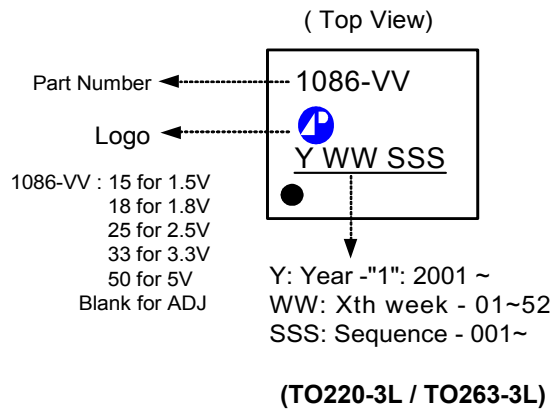 ( Top View)
Part Number
1086-VV
Logo
Y WW SSS
1086-VV : 15 for 1.5V
18 for 1.8V
25 for 2.5V
33 for 3.3V
50 for 5V
Blank for ADJ
Y: Year -"1": 2001 ~
WW: Xth week - 01~52
SSS: Sequence - 001~
(TO220-3L / TO263-3L)